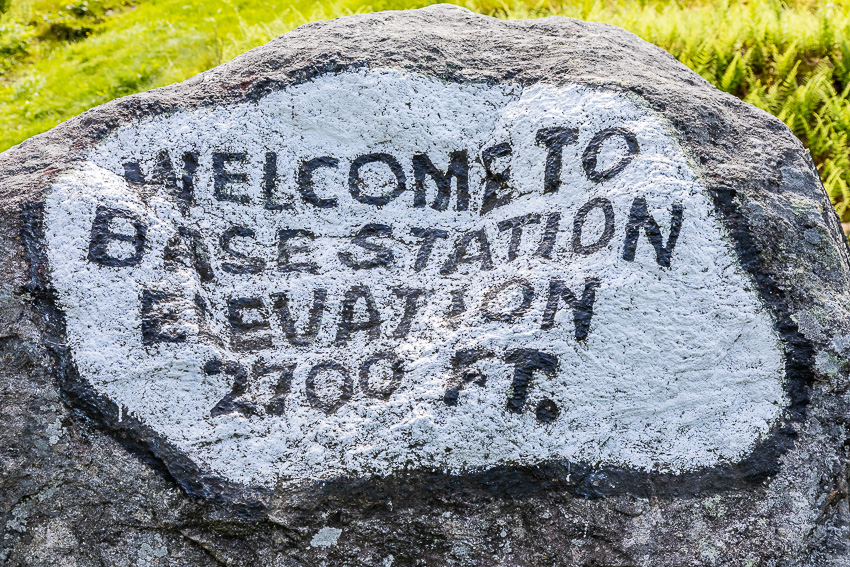 WELCOME TO
BASE STATION
ELEVATION
2700 FT.